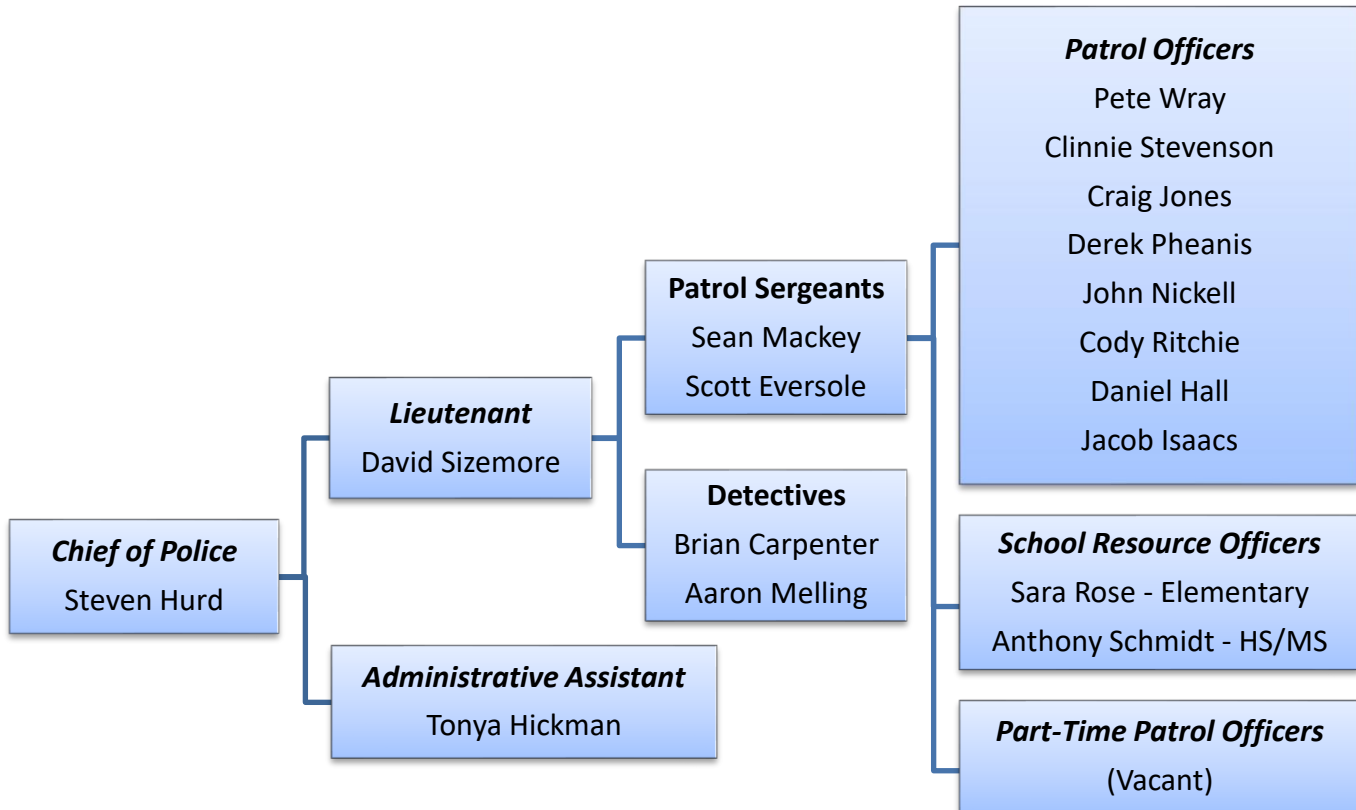 Chief of Police
Steven Hurd
Lieutenant
David Sizemore
Administrative Assistant
Tonya Hickman
Patrol Sergeants
Sean Mackey
Scott Eversole
Detectives
Brian Carpenter
Aaron Melling
Patrol Officers
Pete Wray
Clinnie Stevenson
Craig Jones
Derek Pheanis
John Nickell
Cody Ritchie
Daniel Hall
Jacob Isaacs
School Resource Officers
Sara Rose - Elementary
Anthony Schmidt - HS/MS
Part-Time Patrol Officers
(Vacant)